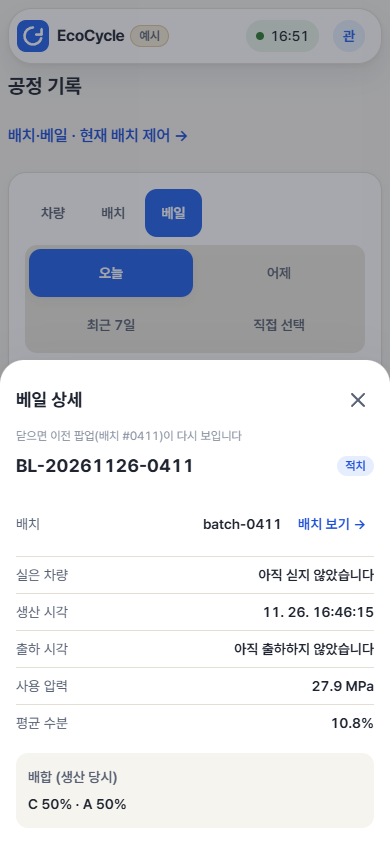 EcoCycle 예시 16:51 관
공정 기록
배치·베일 · 현재 배치 제어 →
차량 배치 베일
오늘 어제
최근 7일 직접 선택
베일 상세
닫으면 이전 팝업(배치 #0411)이 다시 보입니다
BL-20261126-0411 적치
배치 batch-0411 배치 보기 →
실은 차량 아직 싣지 않았습니다
생산 시각 11. 26. 16:46:15
출하 시각 아직 출하하지 않았습니다
사용 압력 27.9 MPa
평균 수분 10.8%
배합 (생산 당시)
C 50% · A 50%